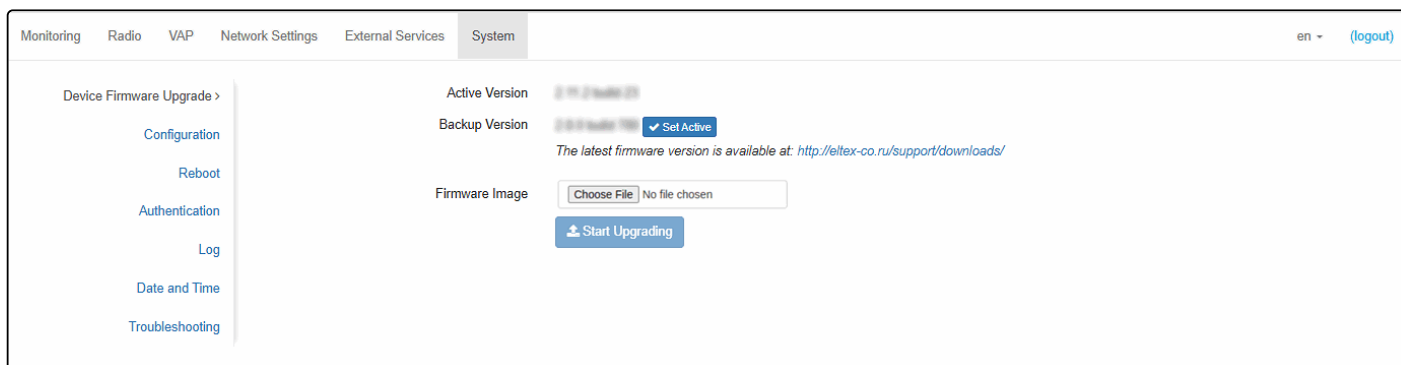 Monitoring Radio VAP Network Settings External Services System en (logout)
Device Firmware Upgrade >
Configuration
Reboot
Authentication
Log
Date and Time
Troubleshooting
Active Version
Backup Version Set Active
The latest firmware version is available at: http://eltex-co.ru/support/downloads/
Firmware Image Choose File No file chosen
Start Upgrading